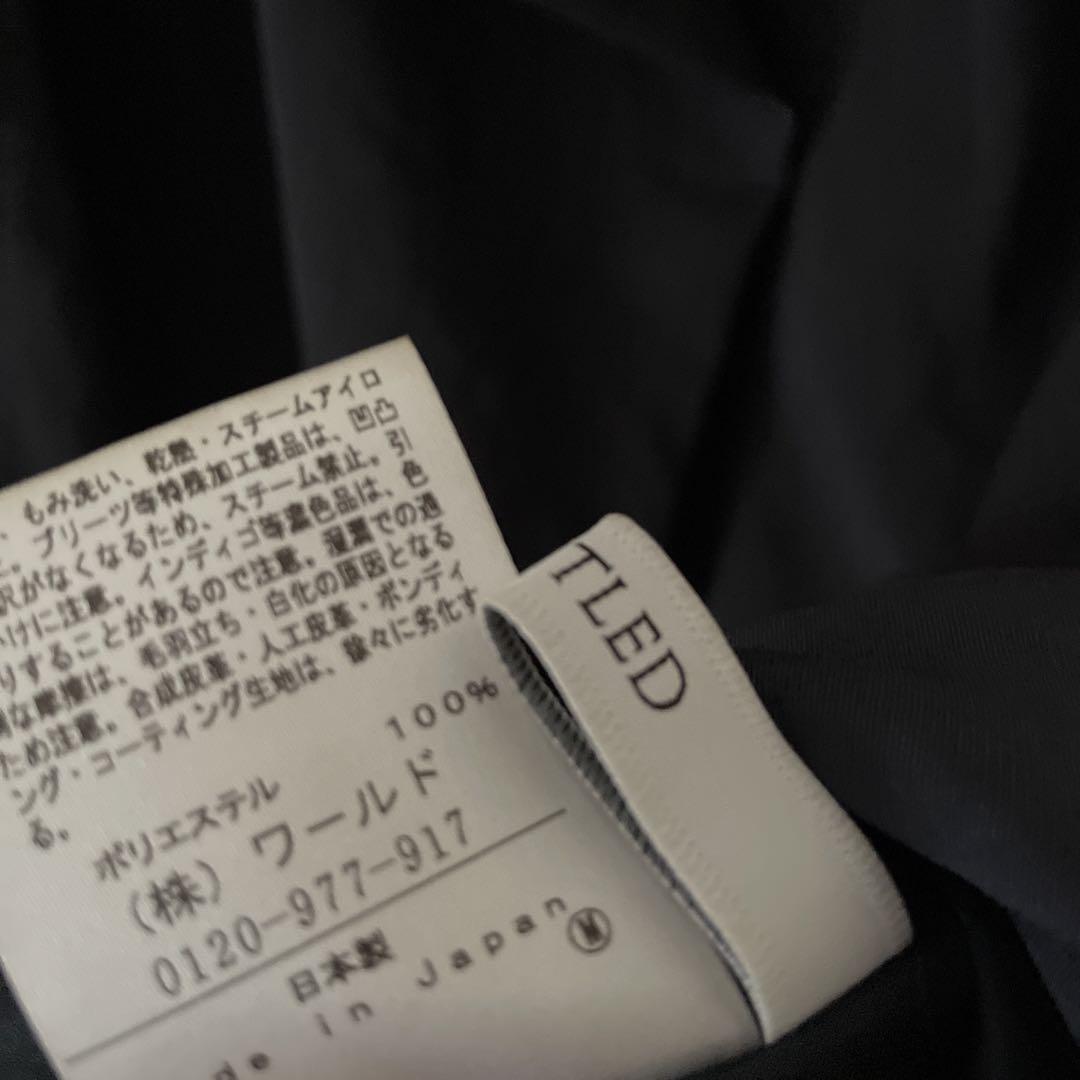 もみ洗い、乾燥・スチームアイロ
、プリーツ等特殊加工製品は、凹凸
沢がなくなるため、スチーム禁止。引
けに注意。インディゴ等濃色品は、色
りすることがあるので注意。湿潤での過
な摩擦は、毛羽立ち・白化の原因となる
ため注意。合成皮革・人工皮革・ボンディ
ング・コーティング生地は、徐々に劣化す
る。
ポリエステル 100%
(株)ワールド
0120-977-917
日本製
de in Japan Ⓜ
TLED